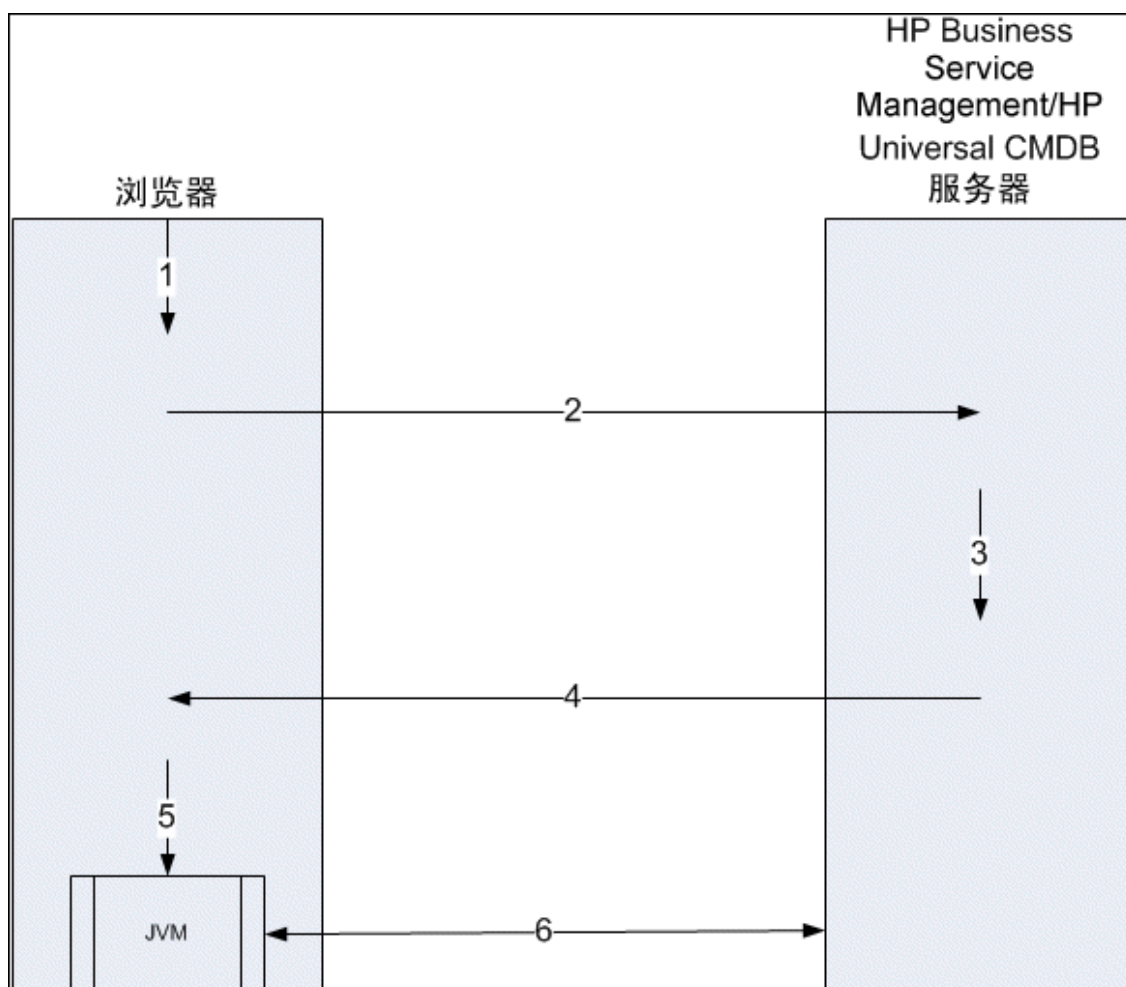 HP Business
Service
Management/HP
Universal CMDB
服务器
浏览器
1
2
3
4
5
JVM
6